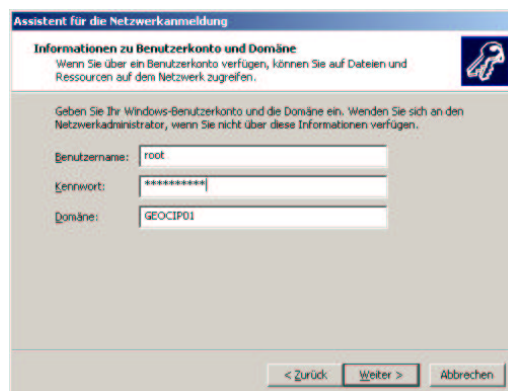 Assistent für die Netzwerkanmeldung
Informationen zu Benutzerkonto und Domäne
Wenn Sie über ein Benutzerkonto verfügen, können Sie auf Dateien und
Ressourcen auf dem Netzwerk zugreifen.
Geben Sie Ihr Windows-Benutzerkonto und die Domäne ein. Wenden Sie sich an den
Netzwerkadministrator, wenn Sie nicht über diese Informationen verfügen.
Benutzername: root
Kennwort: **********
Domäne: GEOCIP01
< Zurück Weiter > Abbrechen